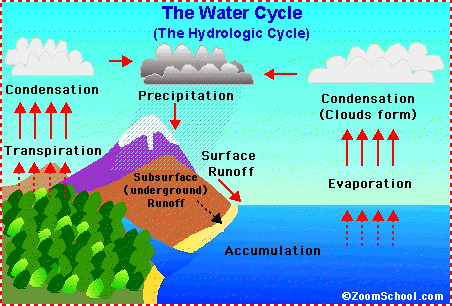 The Water Cycle
(The Hydrologic Cycle)
Condensation
Precipitation
Condensation
(Clouds form)
Transpiration
Surface
Runoff
Subsurface
(underground)
Runoff
Evaporation
Accumulation
©ZoomSchool.com